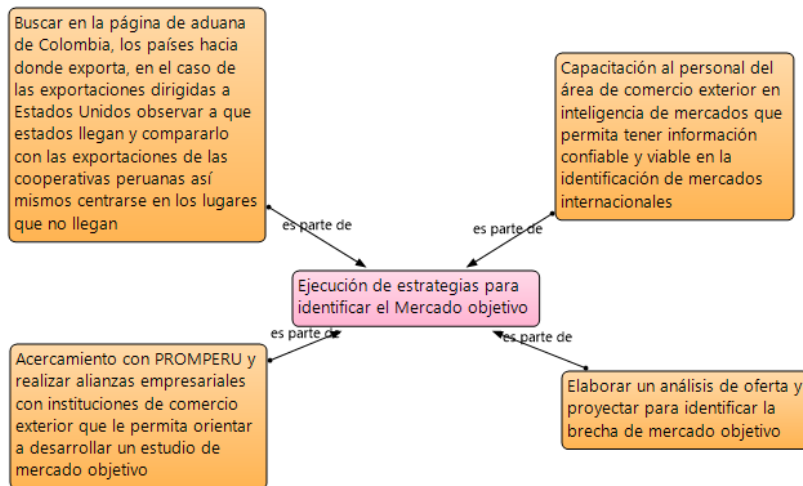 Buscar en la página de aduana
de Colombia, los países hacia
donde exporta, en el caso de
las exportaciones dirigidas a
Estados Unidos observar a que
estados llegan y compararlo
con las exportaciones de las
cooperativas peruanas así
mismos centrarse en los lugares
que no llegan
Capacitación al personal del
área de comercio exterior en
inteligencia de mercados que
permita tener información
confiable y viable en la
identificación de mercados
internacionales
es parte de
es parte de
Ejecución de estrategias para
identificar el Mercado objetivo
es parte de
es parte de
Acercamiento con PROMPERU y
realizar alianzas empresariales
con instituciones de comercio
exterior que le permita orientar
a desarrollar un estudio de
mercado objetivo
Elaborar un análisis de oferta y
proyectar para identificar la
brecha de mercado objetivo